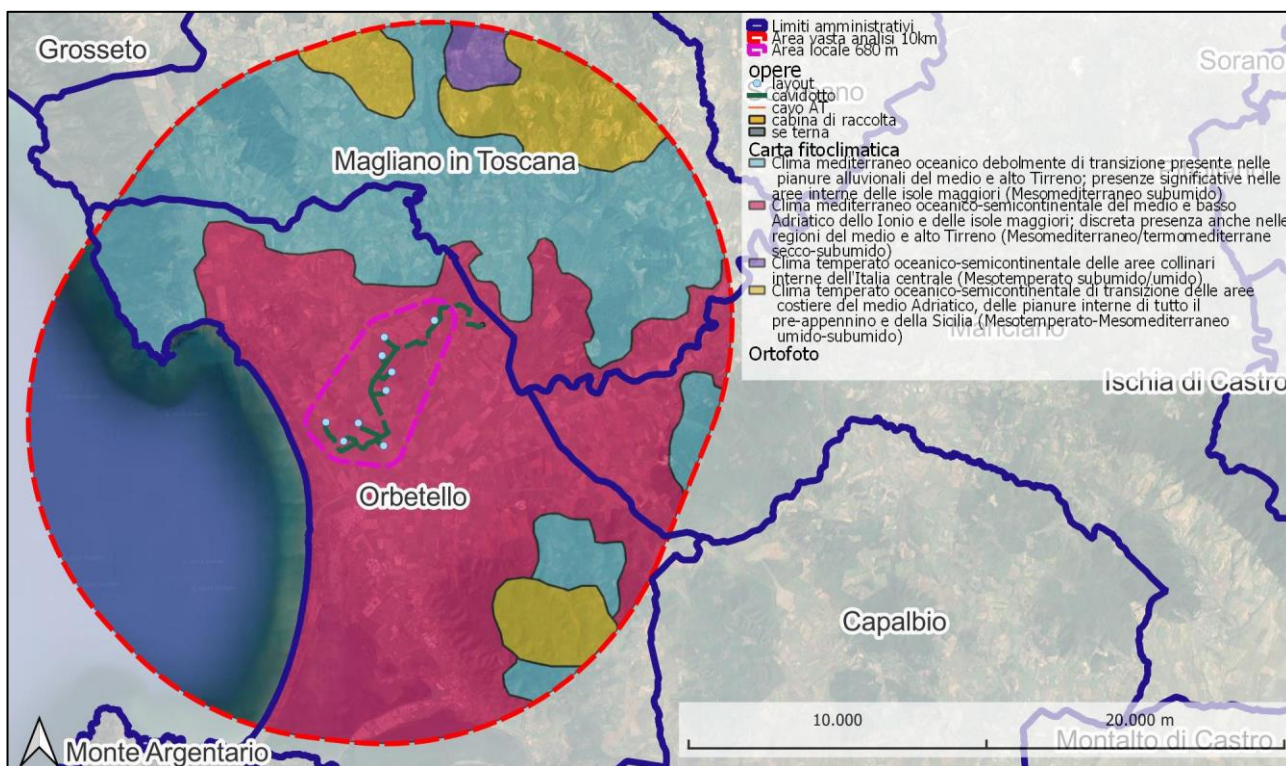 Grosseto
Magliano in Toscana
Orbetello
Monte Argentario
Capalbio
Manciano
Sorano
Sorano
Ischia di Castro
Montalto di Castro
Limiti amministrativi
Area vasta analisi 10km
Area locale 680 m
opere
layout
cavidotto
cavo AT
cabina di raccolta
se terna
Carta fitoclimatica
Clima mediterraneo oceanico debolmente di transizione presente nelle
pianure alluvionali del medio e alto Tirreno; presenze significative nelle
aree interne delle isole maggiori (Mesomediterraneo subumido)
Clima mediterraneo oceanico-semicontinentale del medio e basso
Adriatico dello Ionio e delle isole maggiori; discreta presenza anche nelle
regioni del medio e alto Tirreno (Mesomediterraneo/termomediterrane
secco-subumido)
Clima temperato oceanico-semicontinentale delle aree collinari
interne dell'Italia centrale (Mesotemperato subumido/umido)
Clima temperato oceanico-semicontinentale di transizione delle aree
costiere del medio Adriatico, delle pianure interne di tutto il
pre-appennino e della Sicilia (Mesotemperato-Mesomediterraneo
umido-subumido)
Ortofoto
10.000
20.000 m